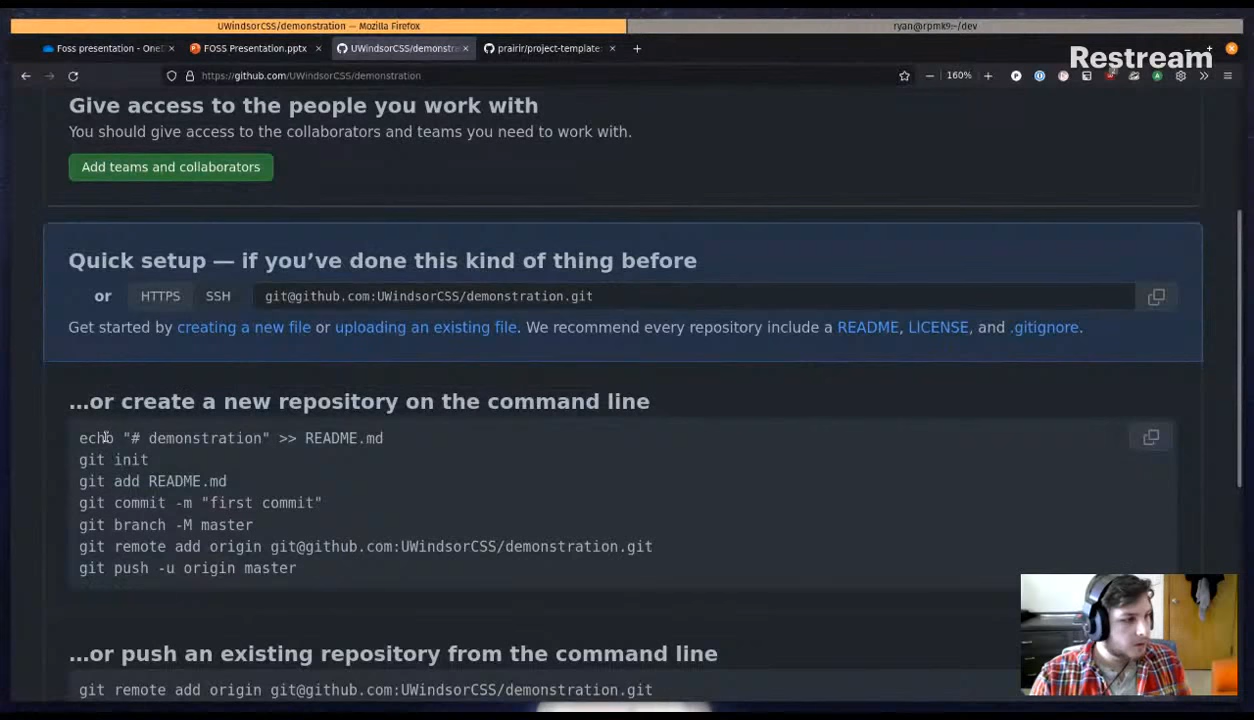 UWindsorCSS/demonstration — Mozilla Firefox
ryan@rpmk9:~/dev
Foss presentation - OneD
FOSS Presentation.pptx
UWindsorCSS/demonstra
prairir/project-template
Restream
https://github.com/UWindsorCSS/demonstration
160%
Give access to the people you work with
You should give access to the collaborators and teams you need to work with.
Add teams and collaborators
Quick setup — if you’ve done this kind of thing before
or HTTPS SSH git@github.com:UWindsorCSS/demonstration.git
Get started by creating a new file or uploading an existing file. We recommend every repository include a README, LICENSE, and .gitignore.
…or create a new repository on the command line
echo "# demonstration" >> README.md
git init
git add README.md
git commit -m "first commit"
git branch -M master
git remote add origin git@github.com:UWindsorCSS/demonstration.git
git push -u origin master
…or push an existing repository from the command line
git remote add origin git@github.com:UWindsorCSS/demonstration.git